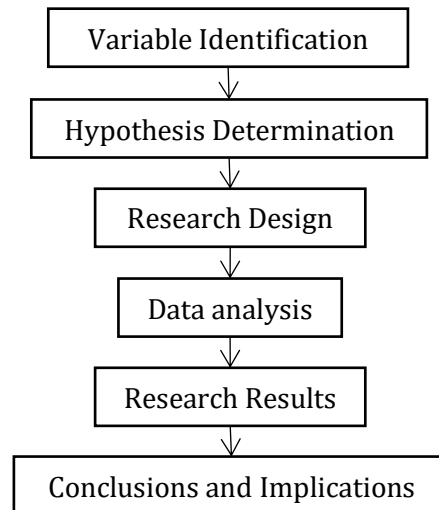 Variable Identification
Hypothesis Determination
Research Design
Data analysis
Research Results
Conclusions and Implications